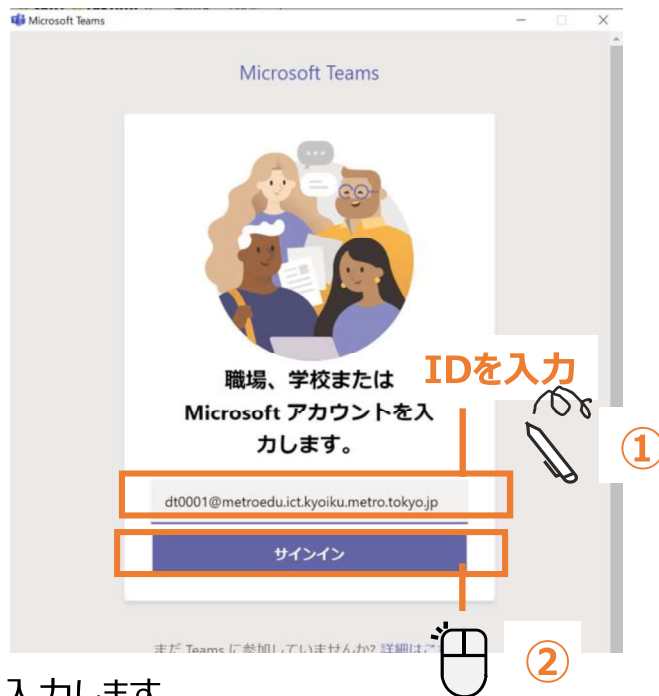 Microsoft Teams
Microsoft Teams
職場、学校または
Microsoft アカウントを入
力します。
IDを入力
①
dt0001@metroedu.ict.kyoiku.metro.tokyo.jp
サインイン
まだ Teams に参加していませんか? 詳細はこ
②
入力します